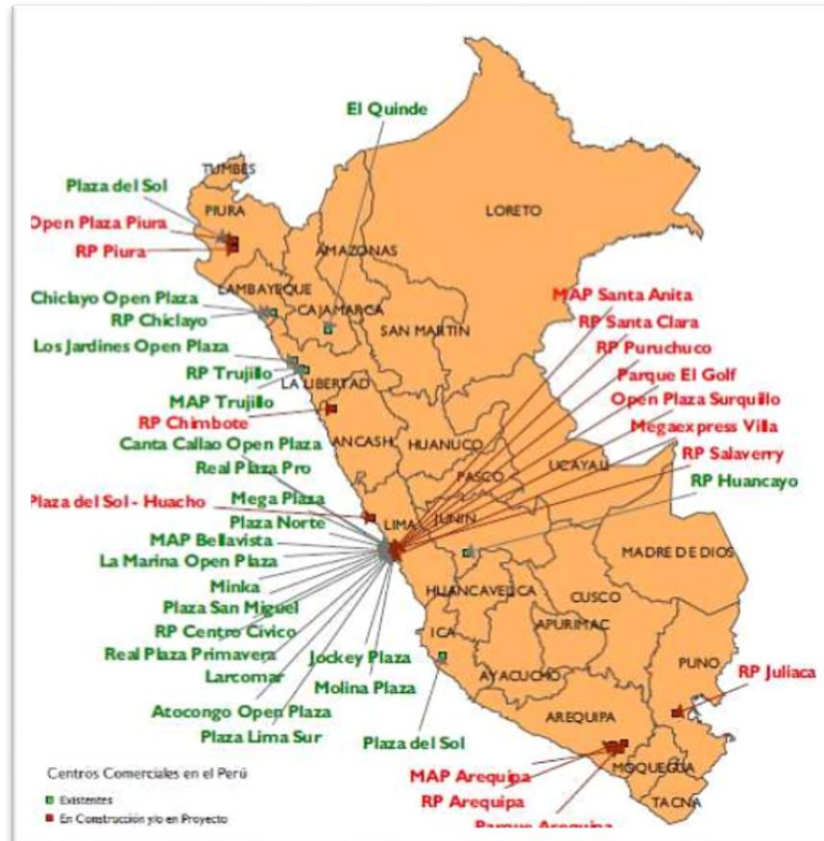 El Quinde
TUMBES
Plaza del Sol
PIURA
LORETO
Open Plaza Piura
RP Piura
AMAZONAS
LAMBAYEQUE
Chiclayo Open Plaza
CAJAMARCA
MAP Santa Anita
RP Chiclayo
RP Santa Clara
SAN MARTIN
Los Jardines Open Plaza
RP Puruchuco
RP Trujillo
LA LIBERTAD
Parque El Golf
MAP Trujillo
Open Plaza Surquillo
RP Chimbote
Megaexpress Villa
Canta Callao Open Plaza
ANCASH
HUANUCO
RP Salaverry
Real Plaza Pro
PASCO
UCAYALI
RP Huancayo
Mega Plaza
Plaza del Sol - Huacho
Plaza Norte
LIMA
JUNIN
MAP Bellavista
MADRE DE DIOS
La Marina Open Plaza
Minka
HUANCAVELICA
CUSCO
Plaza San Miguel
APURIMAC
RP Centro Cívico
ICA
Real Plaza Primavera
Jockey Plaza
PUNO
Larcomar
AYACUCHO
RP Juliaca
Molina Plaza
Atocongo Open Plaza
AREQUIPA
Plaza Lima Sur
Plaza del Sol
Centros Comerciales en el Perú
MAP Arequipa
MOQUEGUA
Existentes
RP Arequipa
TACNA
En Construcción y/o en Proyecto
Parque Arequipa